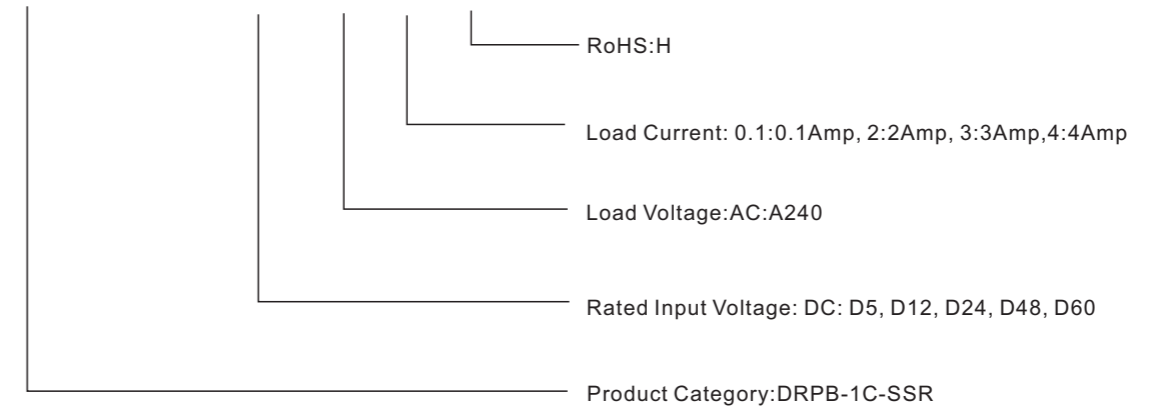 RoHS:H
Load Current: 0.1:0.1Amp, 2:2Amp, 3:3Amp,4:4Amp
Load Voltage:AC:A240
Rated Input Voltage: DC: D5, D12, D24, D48, D60
Product Category:DRPB-1C-SSR